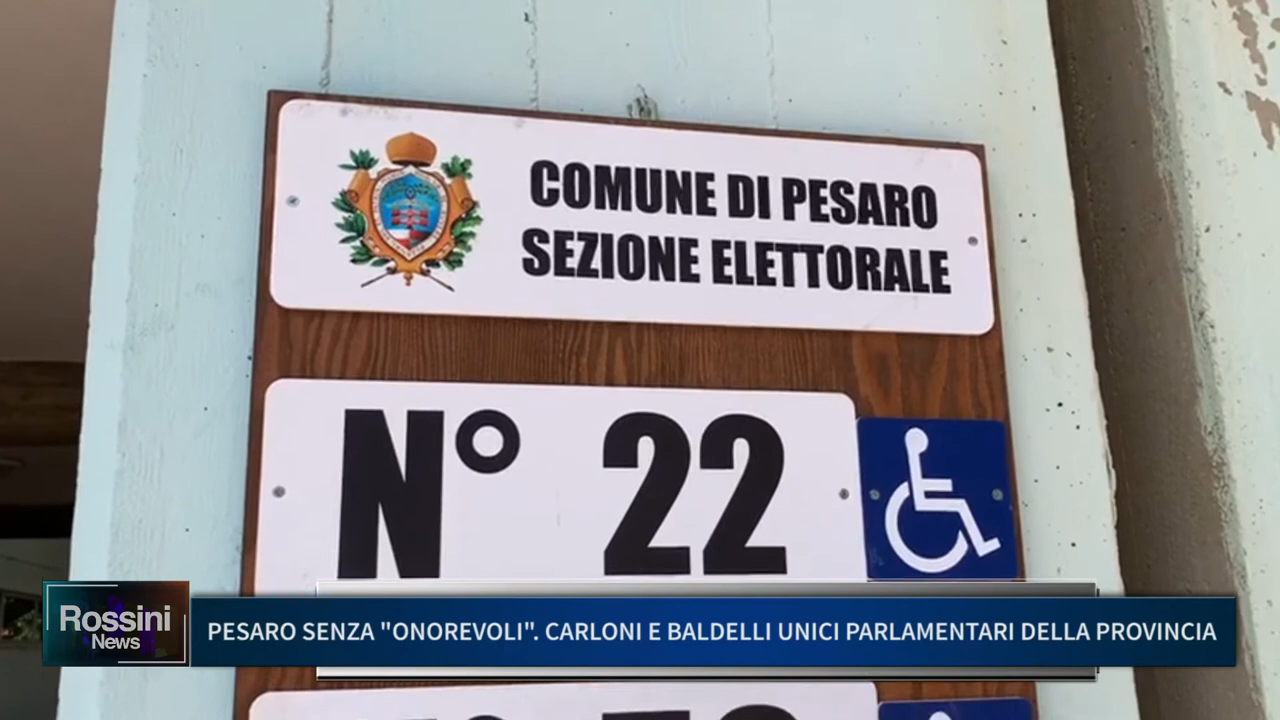 COMUNE DI PESARO
SEZIONE ELETTORALE
N° 22
Rossini
News
PESARO SENZA "ONOREVOLI". CARLONI E BALDELLI UNICI PARLAMENTARI DELLA PROVINCIA